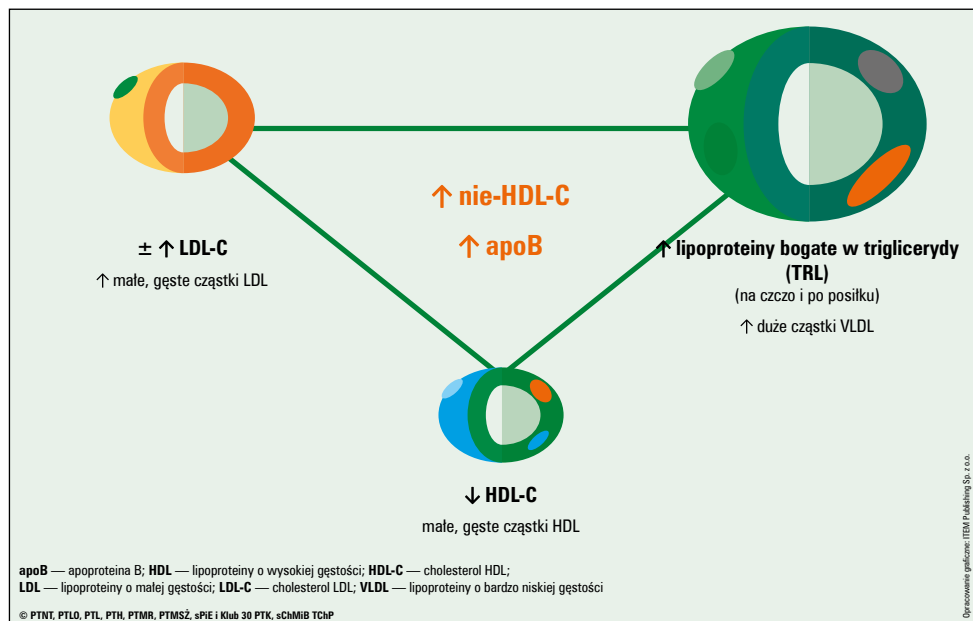 ↑ nie-HDL-C
↑ apoB
± ↑ LDL-C
↑ małe, gęste cząstki LDL
↑ lipoproteiny bogate w triglicerydy
(TRL)
(na czczo i po posiłku)
↑ duże cząstki VLDL
↓ HDL-C
małe, gęste cząstki HDL
apoB — apoproteina B; HDL — lipoproteiny o wysokiej gęstości; HDL-C — cholesterol HDL;
LDL — lipoproteiny o małej gęstości; LDL-C — cholesterol LDL; VLDL — lipoproteiny o bardzo niskiej gęstości
© PTNT, PTLO, PTL, PTH, PTMR, PTMSŻ, sPiE i Klub 30 PTK, sChMiB TChP
Opracowanie graficzne: ITEM Publishing Sp. z o.o.